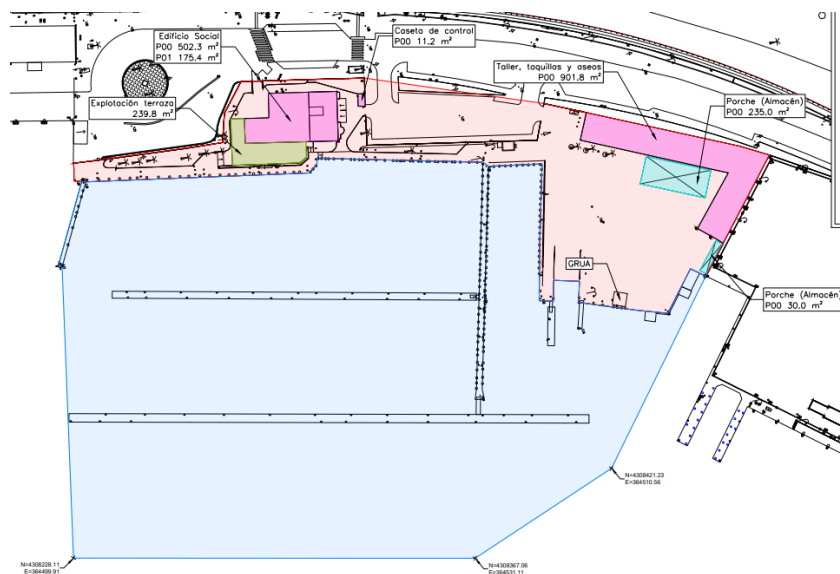 Edificio Social
P00 502.3 m²
P01 175.4 m²
Caseta de control
P00 11.2 m²
Taller, taquillas y aseos
P00 901.8 m²
Explotación terraza
239.8 m²
Porche (Almacén)
P00 235.0 m²
GRUA
Porche (Almacén)
P00 30.0 m²
N=4308421.23
E=364510.56
N=4308228.11
E=364499.91
N=4308367.06
E=364531.11